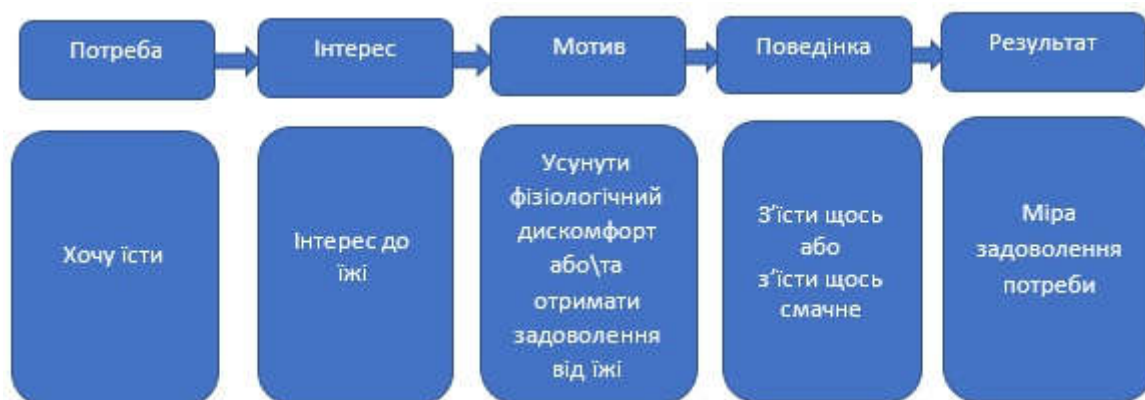 Потреба
Інтерес
Мотив
Поведінка
Результат
Хочу їсти
Інтерес до
їжі
Усунути
фізіологічний
дискомфорт
або\та
отримати
задоволення
від їжі
З'їсти щось
або
з'їсти щось
смачне
Міра
задоволення
потреби